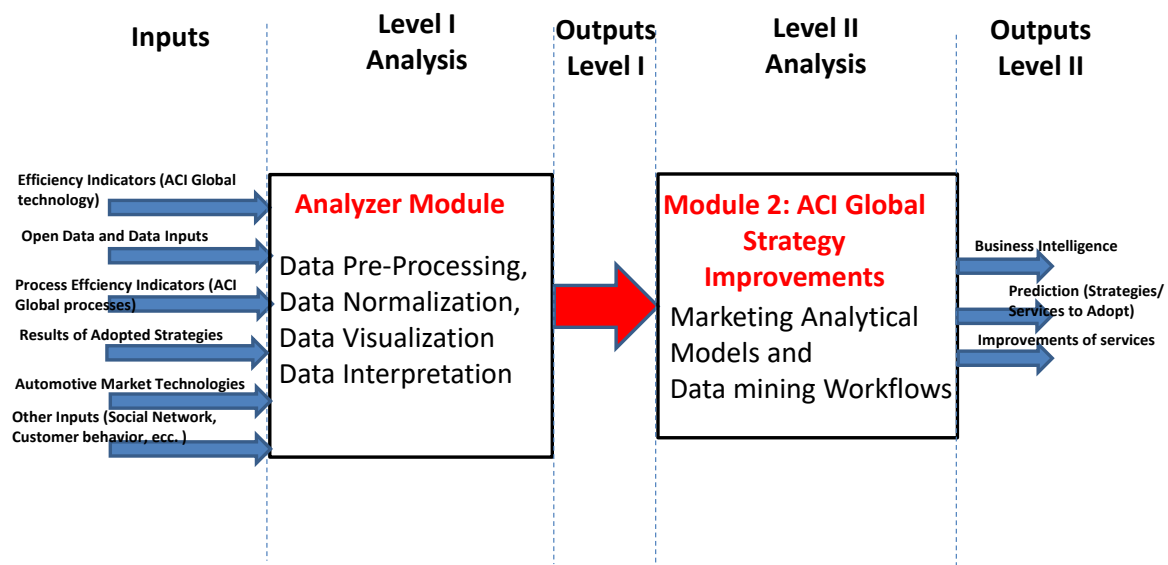 Inputs
Level I
Analysis
Outputs
Level I
Level II
Analysis
Outputs
Level II
Efficiency Indicators (ACI Global
technology)
Open Data and Data Inputs
Process Effciency Indicators (ACI
Global processes)
Results of Adopted Strategies
Automotive Market Technologies
Other Inputs (Social Network,
Customer behavior, ecc. )
Analyzer Module
Data Pre-Processing,
Data Normalization,
Data Visualization
Data Interpretation
Module 2: ACI Global
Strategy
Improvements
Marketing Analytical
Models and
Data mining Workflows
Business Intelligence
Prediction (Strategies/
Services to Adopt)
Improvements of services